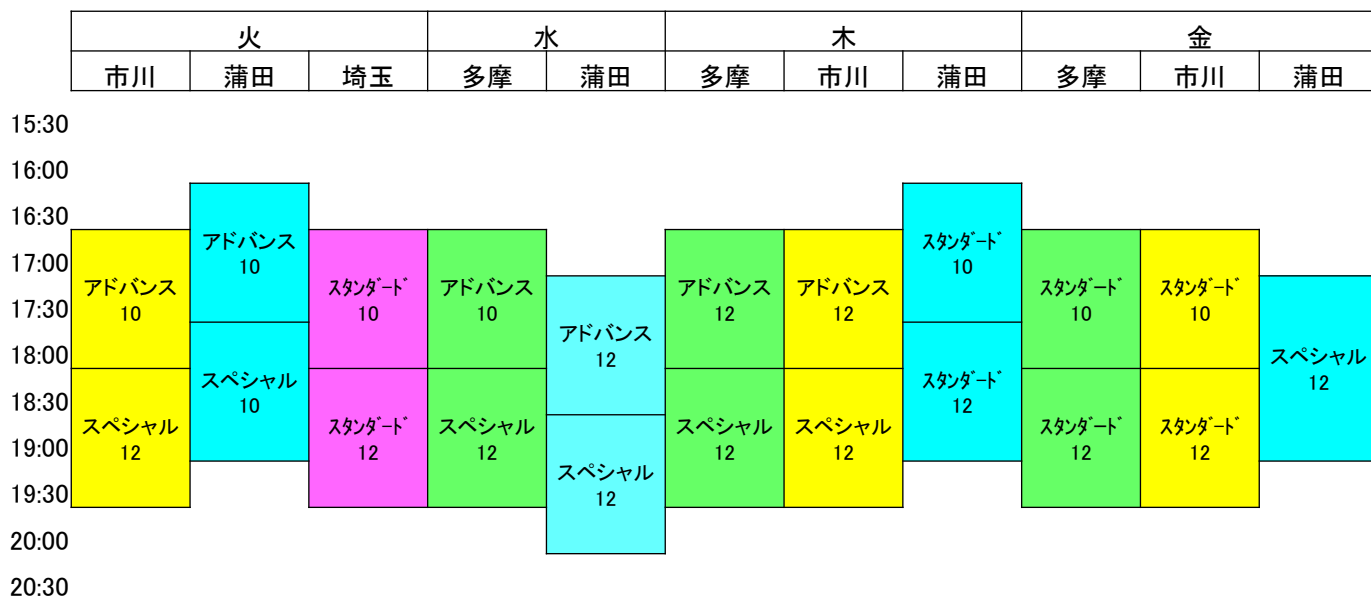 火 水 木 金
市川 蒲田 埼玉 多摩 蒲田 多摩 市川 蒲田 多摩 市川 蒲田
15:30
16:00
16:30
17:00
17:30
18:00
18:30
19:00
19:30
20:00
20:30
アドバンス
10
スペシャル
12
アドバンス
10
スペシャル
10
ｽﾀﾝﾀﾞｰﾄﾞ
10
ｽﾀﾝﾀﾞｰﾄﾞ
12
アドバンス
10
スペシャル
12
アドバンス
12
スペシャル
12
アドバンス
12
スペシャル
12
アドバンス
12
スペシャル
12
ｽﾀﾝﾀﾞｰﾄﾞ
10
ｽﾀﾝﾀﾞｰﾄﾞ
12
ｽﾀﾝﾀﾞｰﾄﾞ
10
ｽﾀﾝﾀﾞｰﾄﾞ
12
ｽﾀﾝﾀﾞｰﾄﾞ
10
ｽﾀﾝﾀﾞｰﾄﾞ
12
スペシャル
12